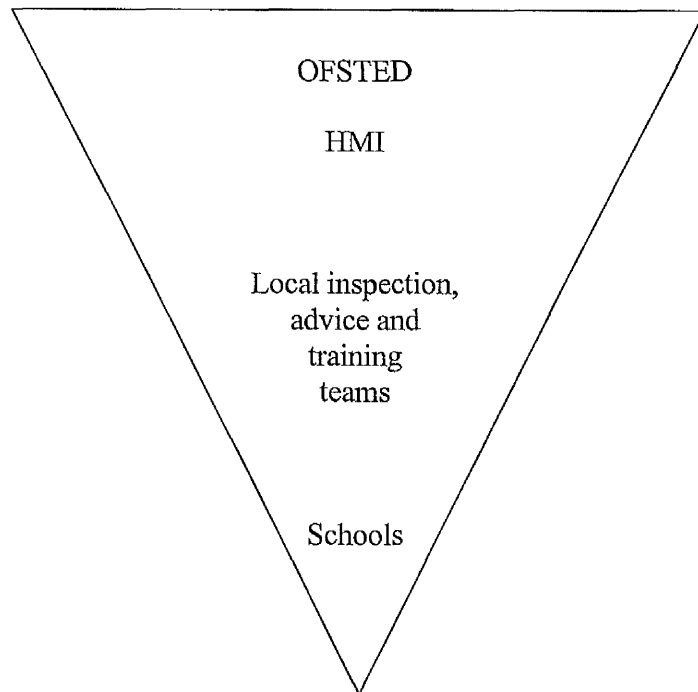 OFSTED
HMI
Local inspection,
advice and
training
teams
Schools